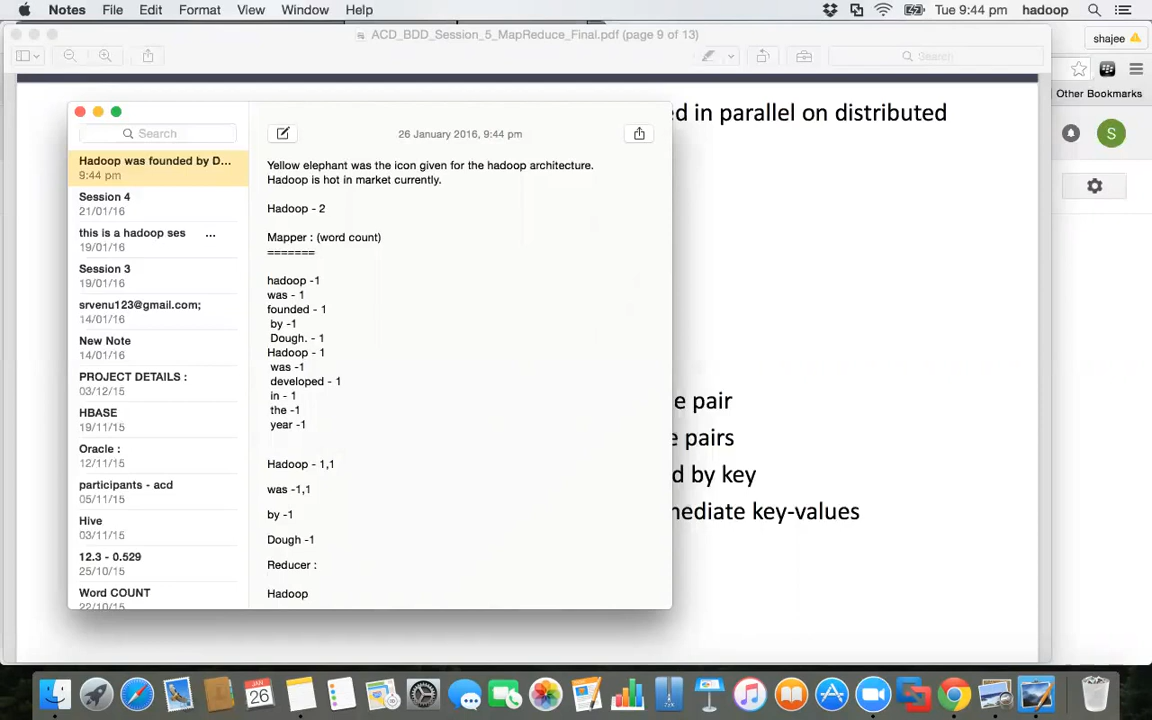 Notes File Edit Format View Window Help Tue 9:44 pm hadoop
ACD_BDD_Session_5_MapReduce_Final.pdf (page 9 of 13)
shajee
Search
Other Bookmarks
ed in parallel on distributed
S
Search
26 January 2016, 9:44 pm
Hadoop was founded by D...
9:44 pm
Session 4
21/01/16
this is a hadoop ses ...
19/01/16
Session 3
19/01/16
srvenu123@gmail.com;
14/01/16
New Note
14/01/16
PROJECT DETAILS :
03/12/15
HBASE
19/11/15
Oracle :
12/11/15
participants - acd
05/11/15
Hive
03/11/15
12.3 - 0.529
25/10/15
Word COUNT
22/10/15
Yellow elephant was the icon given for the hadoop architecture.
Hadoop is hot in market currently.
Hadoop - 2
Mapper : (word count)
=======
hadoop -1
was - 1
founded - 1
by -1
Dough. - 1
Hadoop - 1
was -1
developed - 1
in - 1
the -1
year -1
Hadoop - 1,1
was -1,1
by -1
Dough -1
Reducer :
Hadoop
e pair
e pairs
d by key
mediate key-values
JAN
26